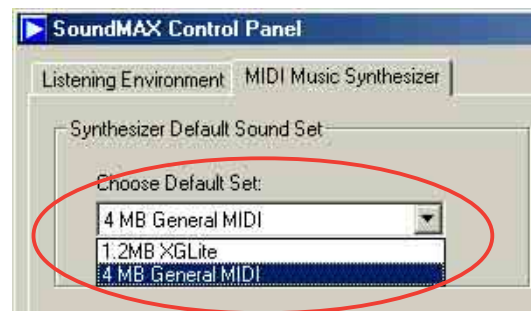 SoundMAX Control Panel
Listening Environment MIDI Music Synthesizer
Synthesizer Default Sound Set
Choose Default Set:
4 MB General MIDI
1.2MB XGLite
4 MB General MIDI